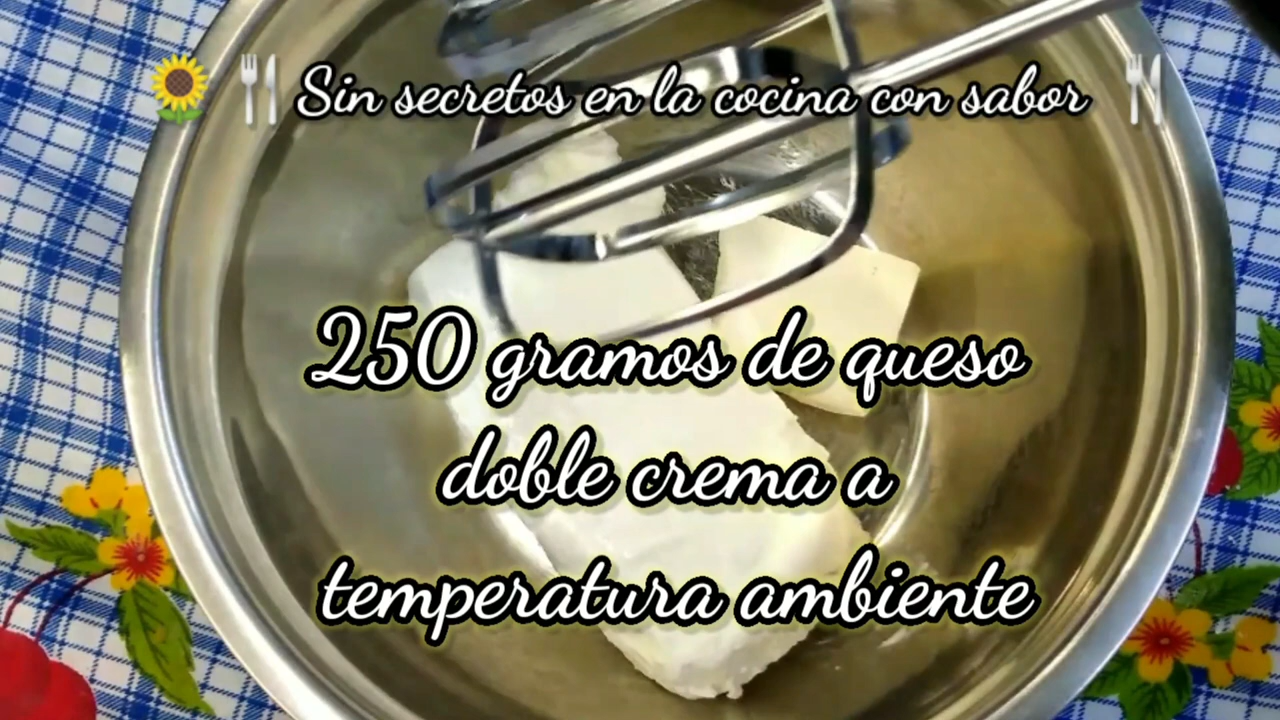 🌻 🍴 Sin secretos en la cocina con sabor 🍴
250 gramos de queso
doble crema a
temperatura ambiente